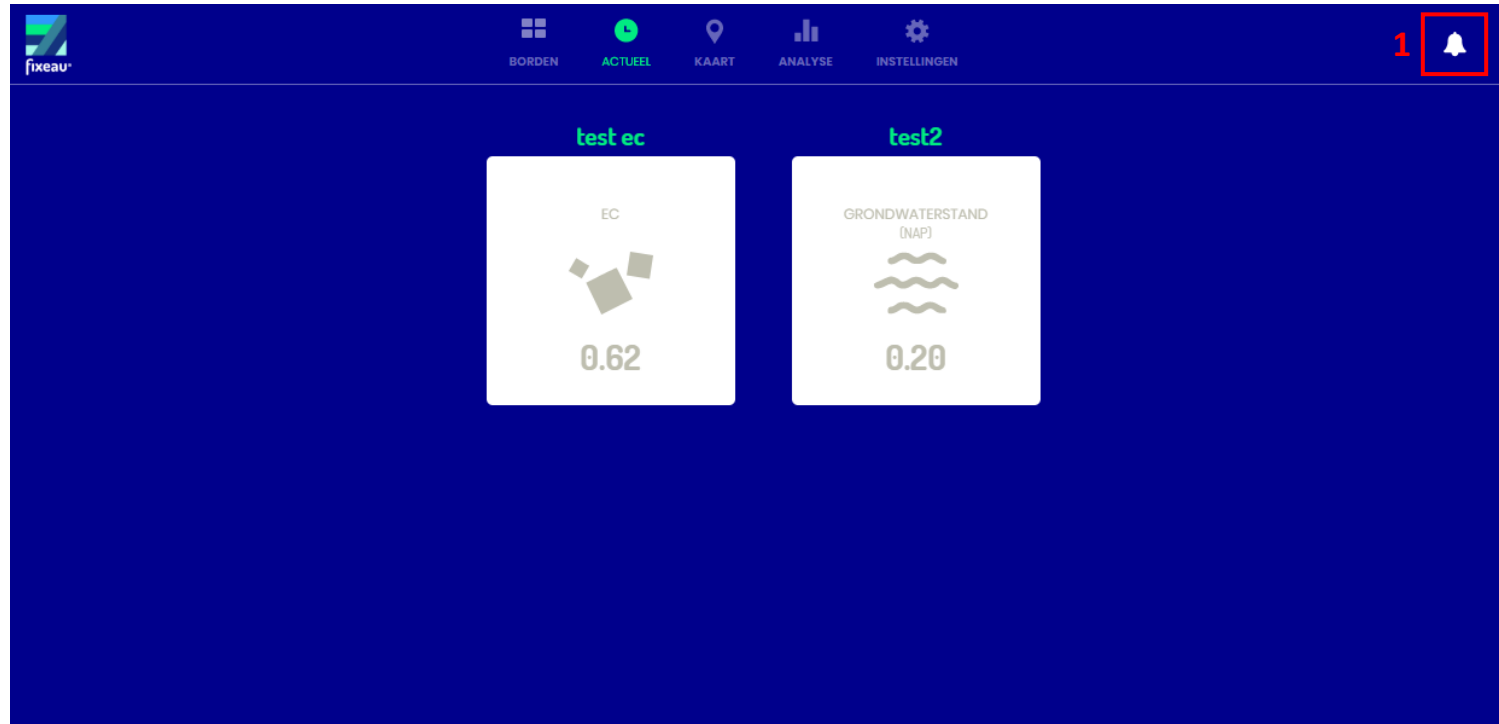 fixeau
BORDEN
ACTUEEL
KAART
ANALYSE
INSTELLINGEN
1
test ec
test2
EC
GRONDWATERSTAND
(NAP)
0.62
0.20